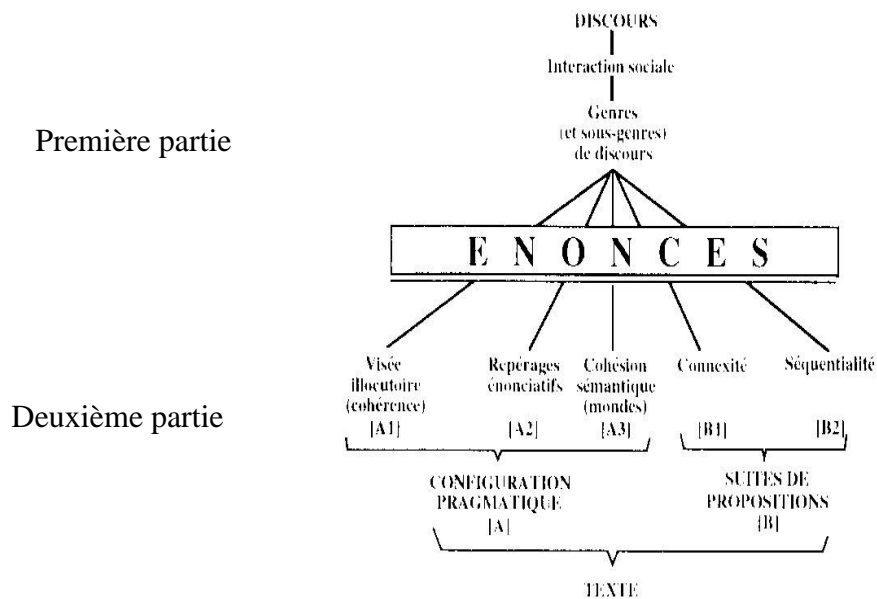 DISCOURS
Interaction sociale
Genres
(et sous-genres)
de discours
Première partie
E N O N C E S
Visée
illocutoire
(cohérence)
[A1]
Repérages
énonciatifs
[A2]
Cohésion
sémantique
(mondes)
[A3]
Connexité
[B1]
Séquentialité
[B2]
Deuxième partie
CONFIGURATION
PRAGMATIQUE
[A]
SUITES DE
PROPOSITIONS
[B]
TEXTE